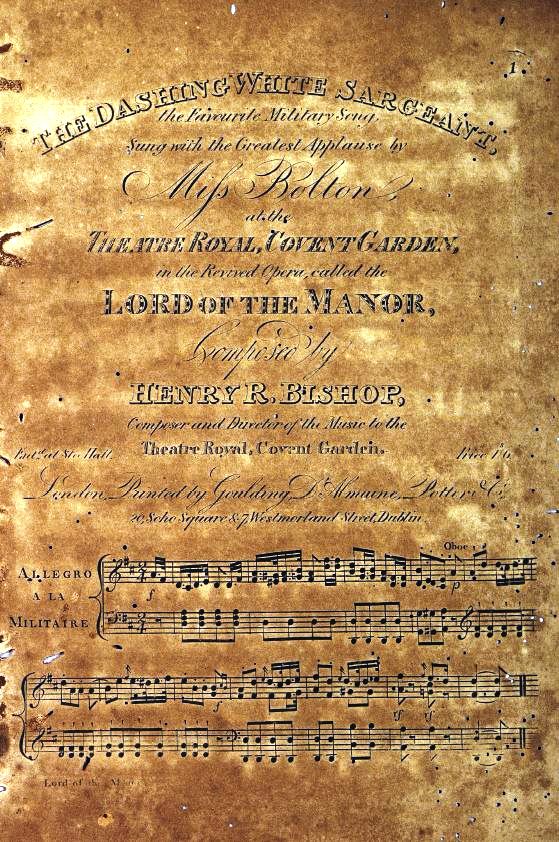 1
THE DASHING WHITE SARGEANT,
the Favourite Military Song,
Sung with the Greatest Applause by
Miſs Bolton,
at the
THEATRE ROYAL, COVENT GARDEN,
in the Revived Opera, called the
LORD OF THE MANOR,
Composed by
HENRY R. BISHOP,
Composer and Director of the Music to the
Theatre Royal, Covent Garden.
Ent.ᵈ at Sta. Hall. Price 1/6
London, Printed by Goulding, D'Almaine, Potter & Cº
20, Soho Square & 7, Westmorland Street, Dublin.
Oboe
ALLEGRO
A LA
MILITAIRE
f p
sf sf
Lord of the